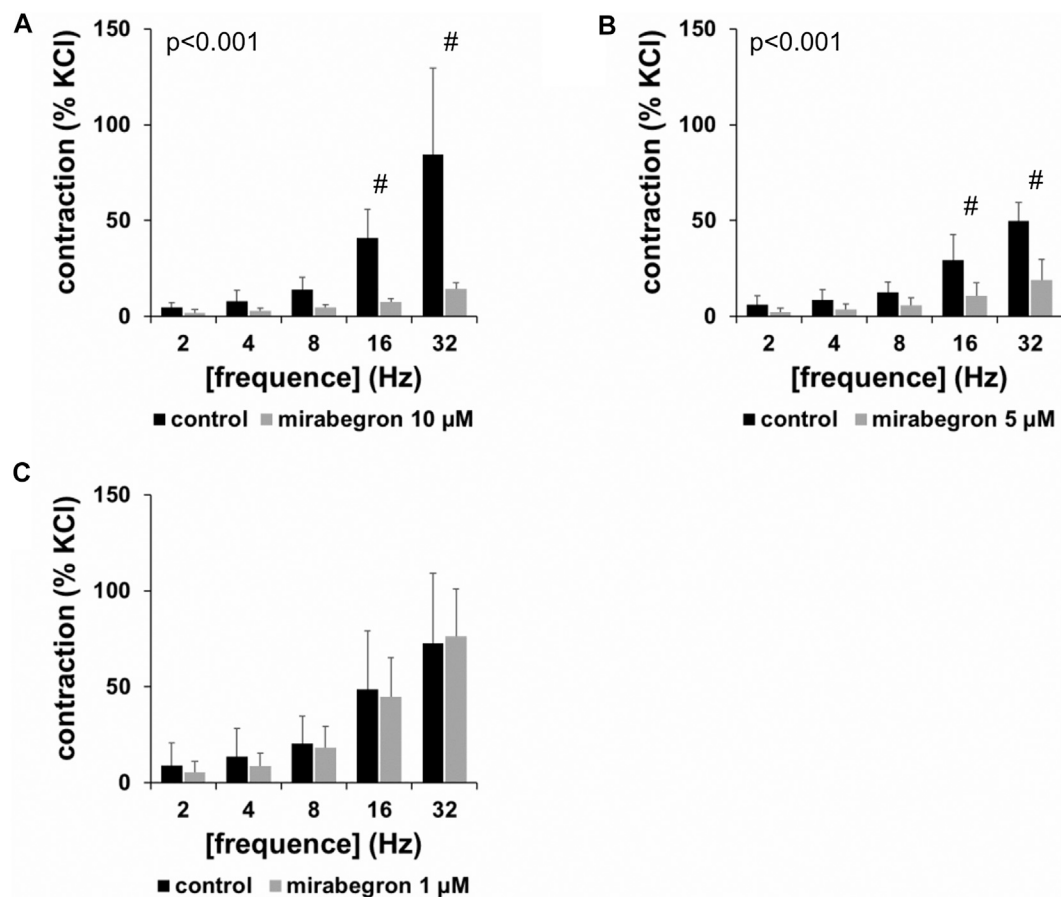 A
p<0.001
#
#
contraction (% KCl)
150
100
50
0
2 4 8 16 32
[frequence] (Hz)
control mirabegron 10 µM
B
p<0.001
#
#
contraction (% KCl)
150
100
50
0
2 4 8 16 32
[frequence] (Hz)
control mirabegron 5 µM
C
contraction (% KCl)
150
100
50
0
2 4 8 16 32
[frequence] (Hz)
control mirabegron 1 µM